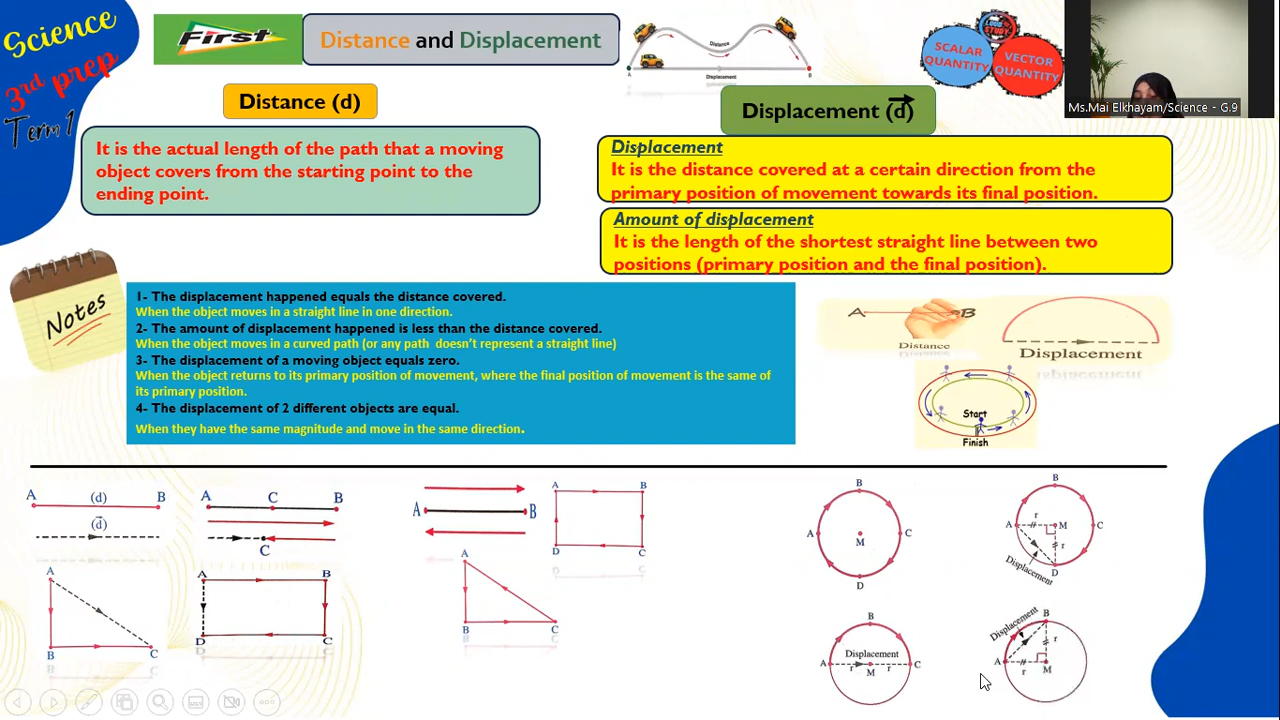 Science
3rd prep
Term 1
First
Distance and Displacement
Distance
A
B
Displacement
LOUD STUDY
SCALAR QUANTITY
VECTOR QUANTITY
Ms.Mai Elkhayam/Science - G.9
Distance (d)
It is the actual length of the path that a moving
object covers from the starting point to the
ending point.
Displacement (d)
Displacement
It is the distance covered at a certain direction from the
primary position of movement towards its final position.
Amount of displacement
It is the length of the shortest straight line between two
positions (primary position and the final position).
Notes
1- The displacement happened equals the distance covered.
When the object moves in a straight line in one direction.
2- The amount of displacement happened is less than the distance covered.
When the object moves in a curved path (or any path doesn't represent a straight line)
3- The displacement of a moving object equals zero.
When the object returns to its primary position of movement, where the final position of movement is the same of
its primary position.
4- The displacement of 2 different objects are equal.
When they have the same magnitude and move in the same direction.
A B
Distance
Displacement
Start
Finish
A (d) B
(d)
A C B
C
A B
A B
D C
A
B C
A B
D C
A
B C
B
A C
M
D
B
A r M C
r
D
Displacement
B
Displacement
A r M r C
Displacement B
r
A r M